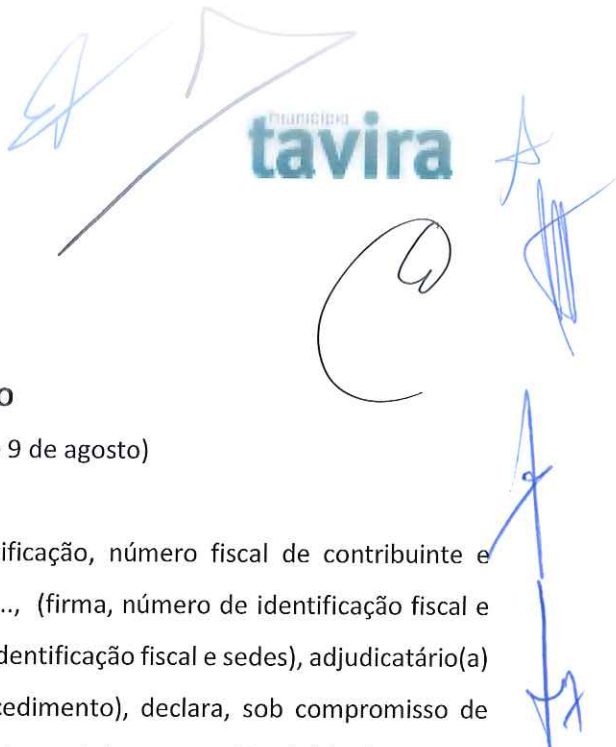 município
tavira
o
9 de agosto)
ificação, número fiscal de contribuinte e
.., (firma, número de identificação fiscal e
dentificação fiscal e sedes), adjudicatário(a)
cedimento), declara, sob compromisso de